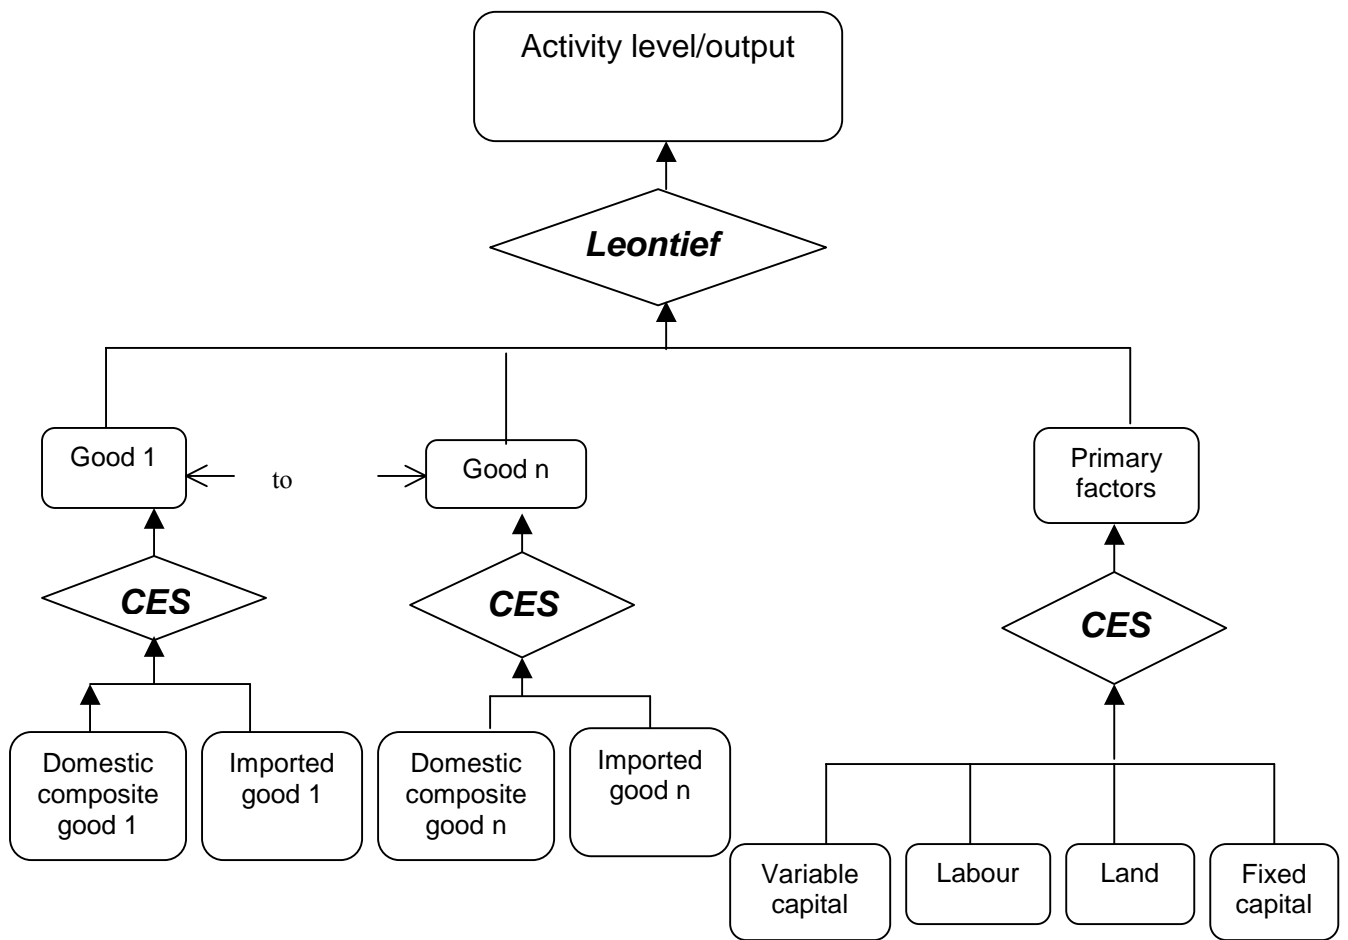 Activity level/output
Leontief
Good 1
to
Good n
Primary
factors
CES
CES
CES
Domestic
composite
good 1
Imported
good 1
Domestic
composite
good n
Imported
good n
Variable
capital
Labour
Land
Fixed
capital